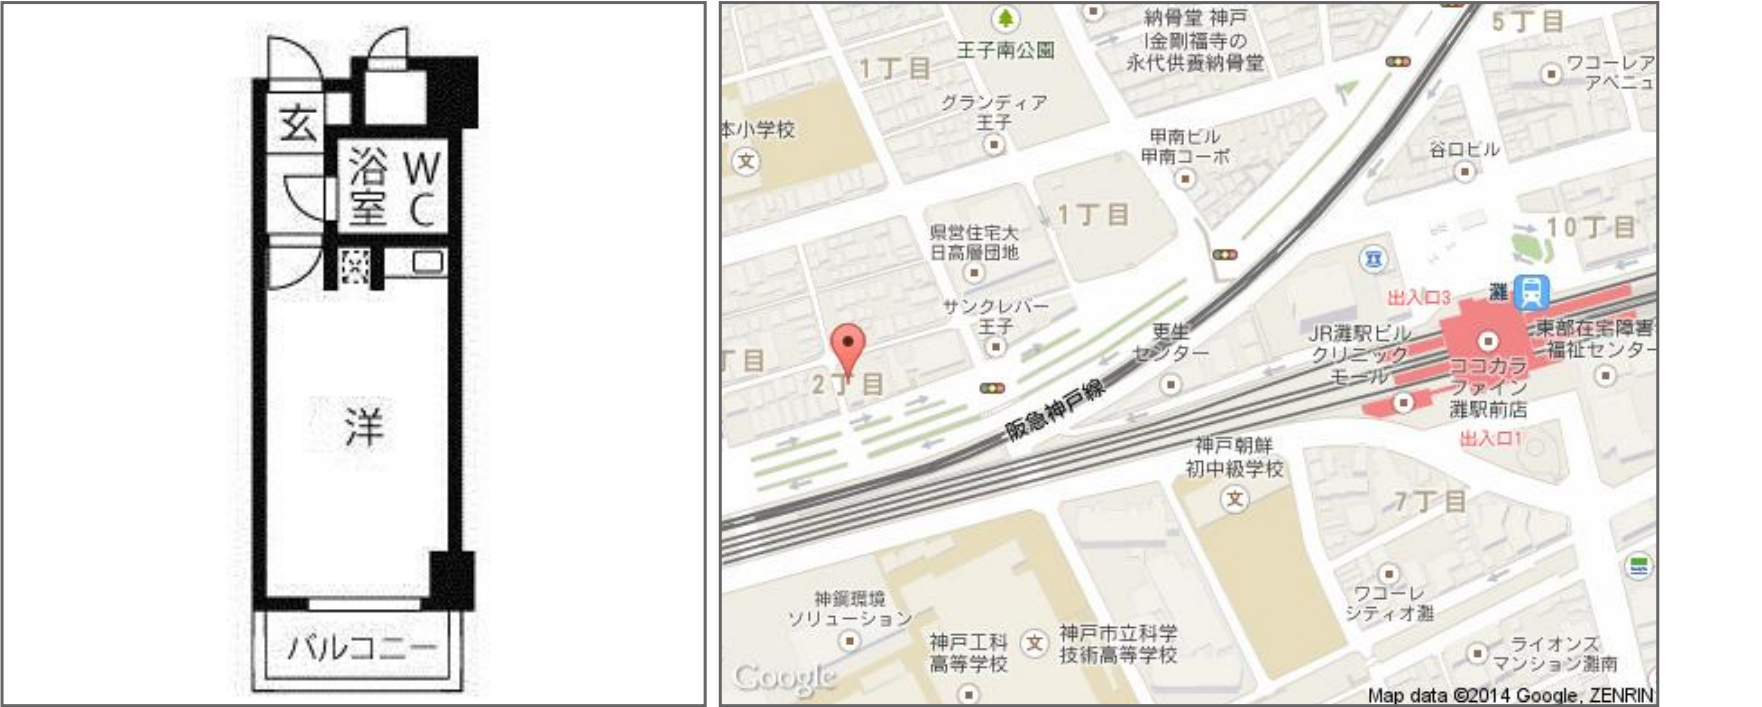 玄
浴室
WC
洋
バルコニー
5丁目
納骨堂 神戸
|金剛福寺の
永代供養納骨堂
王子南公園
1丁目
ワコーレア
アベニュ
グランディア
王子
本小学校
文
甲南ビル
甲南コーポ
谷口ビル
1丁目
10丁目
県営住宅大
日高層団地
サンクレバー
王子
出入口3
灘
更生
センター
JR灘駅ビル
クリニック
モール
東部在宅障害
福祉センター
丁目
2丁目
ココカラ
ファイン
灘駅前店
阪急神戸線
出入口1
神戸朝鮮
初中級学校
文
7丁目
神鋼環境
ソリューション
ワコーレ
シティオ灘
神戸工科
高等学校
文
神戸市立科学
技術高等学校
ライオンズ
マンション灘南
Google
Map data ©2014 Google, ZENRIN